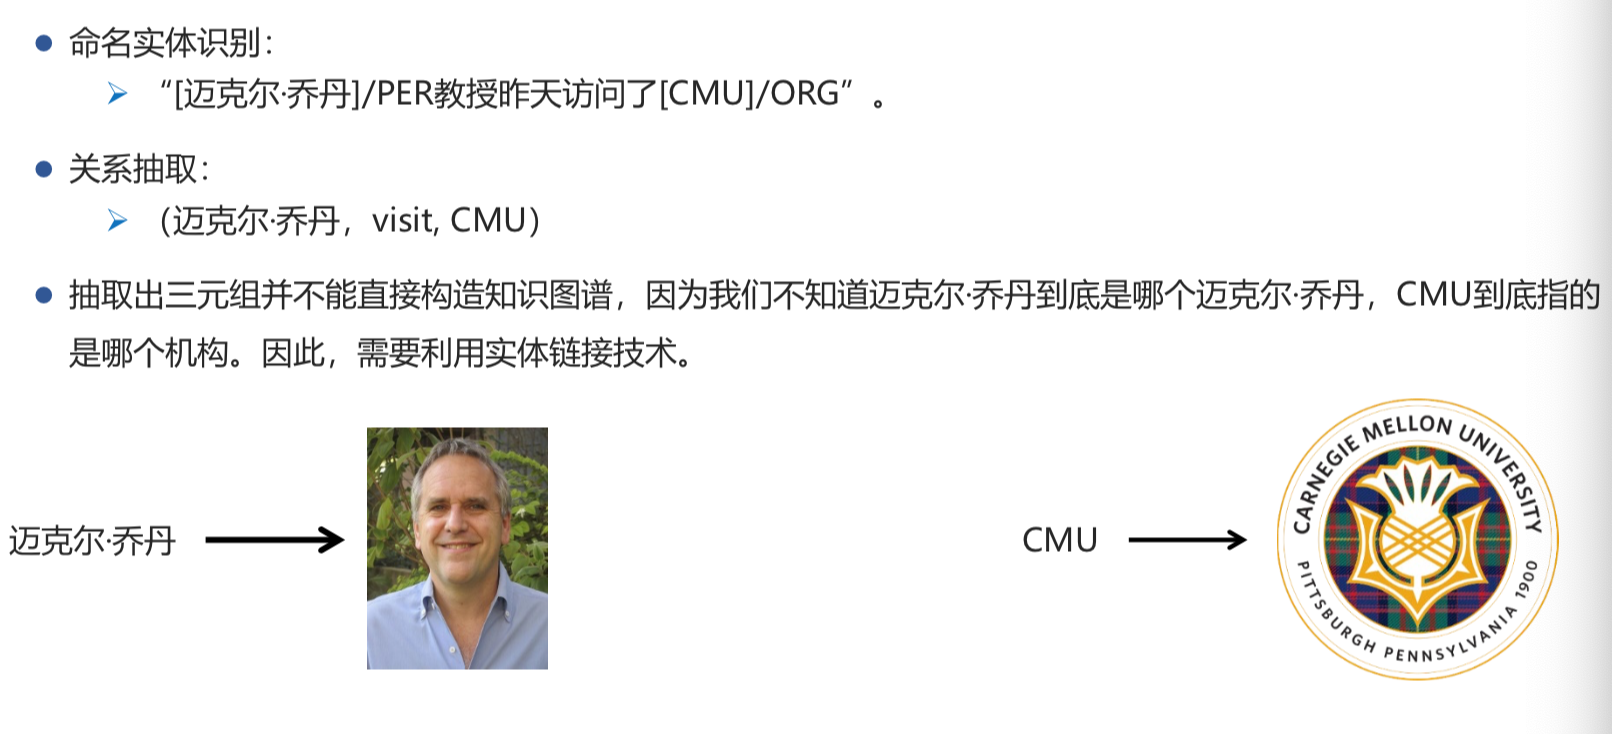 命名实体识别：
“[迈克尔·乔丹]/PER教授昨天访问了[CMU]/ORG”。
关系抽取：
（迈克尔·乔丹，visit, CMU）
抽取出三元组并不能直接构造知识图谱，因为我们不知道迈克尔·乔丹到底是哪个迈克尔·乔丹，CMU到底指的
是哪个机构。因此，需要利用实体链接技术。
迈克尔·乔丹
CMU
CARNEGIE MELLON UNIVERSITY
PITTSBURGH PENNSYLVANIA 1900